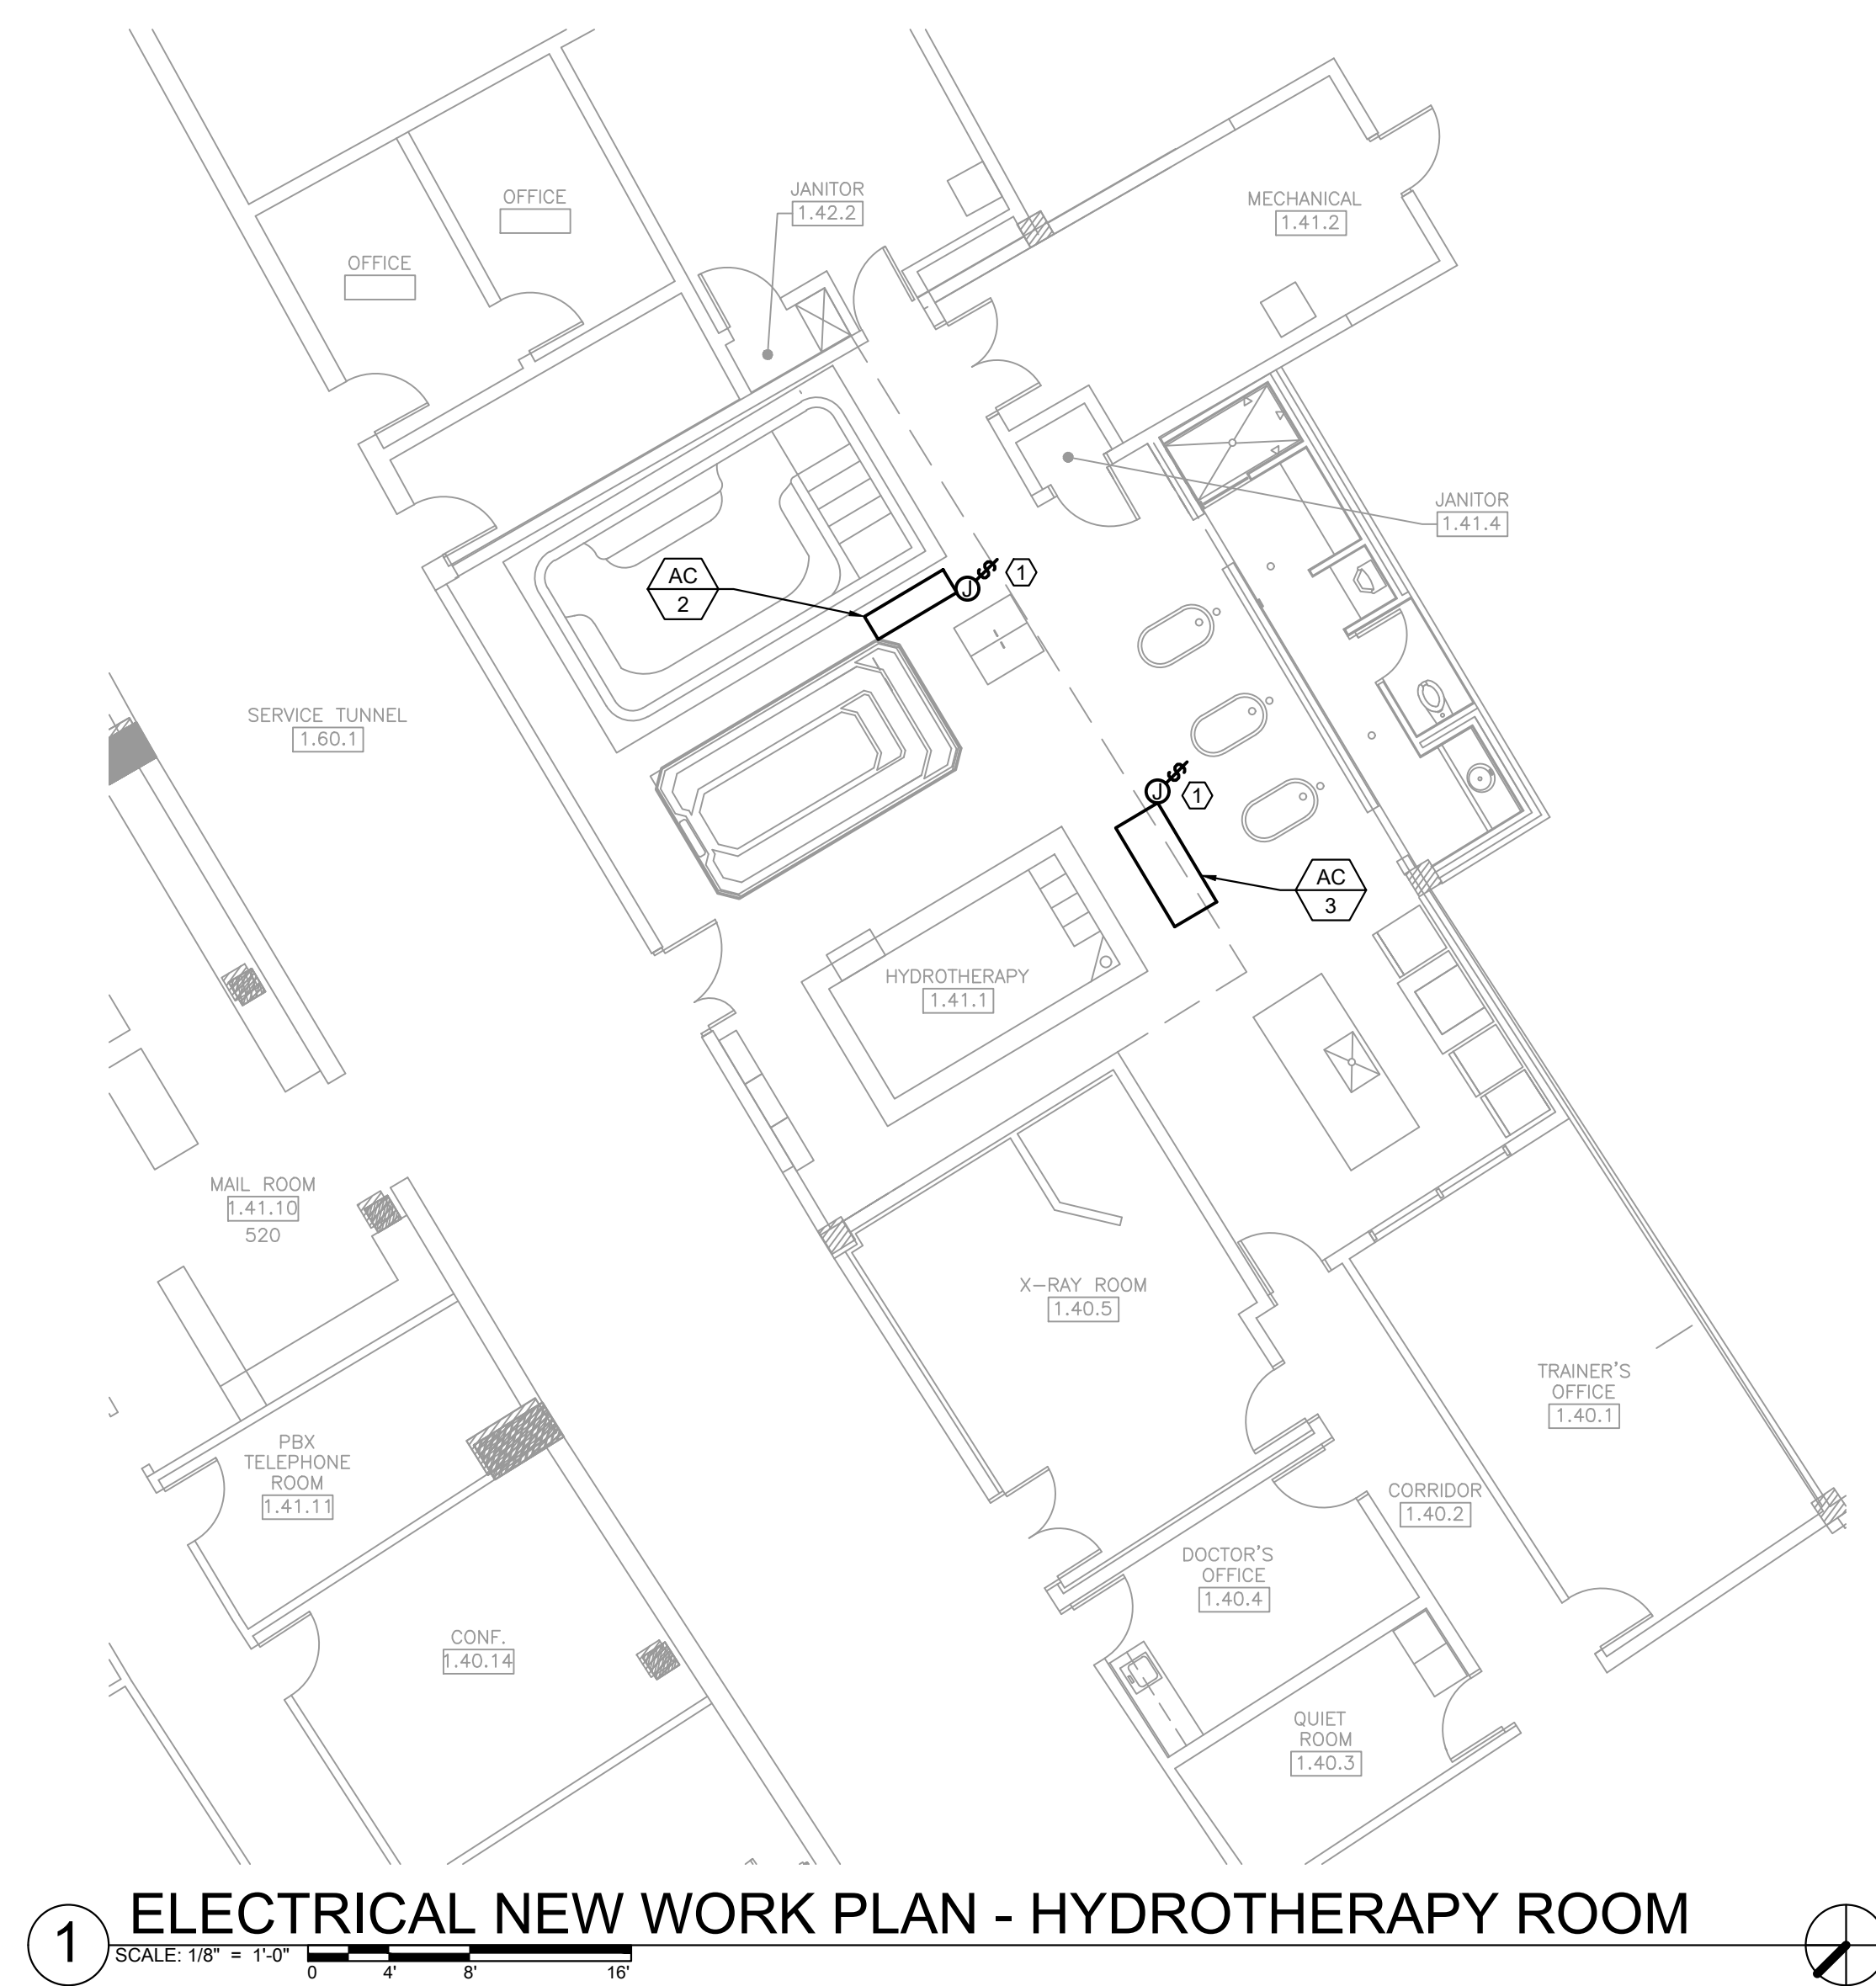 OFFICE
OFFICE
JANITOR
1.42.2
MECHANICAL
1.41.2
JANITOR
1.41.4
AC
2
J
$
1
SERVICE TUNNEL
1.60.1
J
$
1
AC
3
HYDROTHERAPY
1.41.1
MAIL ROOM
1.41.10
520
X-RAY ROOM
1.40.5
TRAINER'S
OFFICE
1.40.1
PBX
TELEPHONE
ROOM
1.41.11
CORRIDOR
1.40.2
DOCTOR'S
OFFICE
1.40.4
CONF.
1.40.14
QUIET
ROOM
1.40.3
1
ELECTRICAL NEW WORK PLAN - HYDROTHERAPY ROOM
SCALE: 1/8" = 1'-0"
0 4' 8' 16'